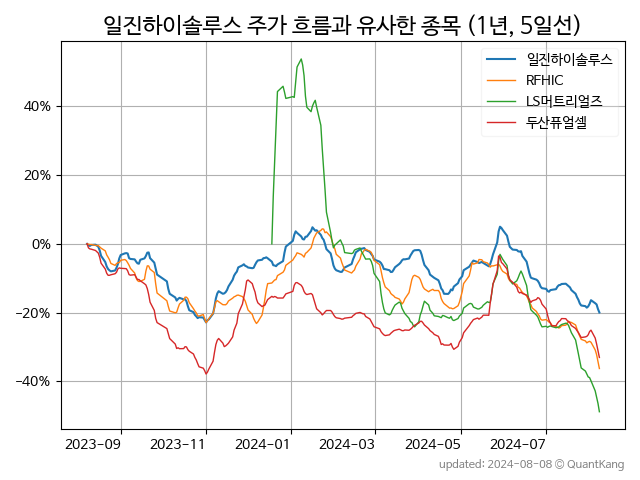 일진하이솔루스 주가 흐름과 유사한 종목 (1년, 5일선)
일진하이솔루스
RFHIC
LS머트리얼즈
두산퓨얼셀
40%
20%
0%
−20%
−40%
2023-09 2023-11 2024-01 2024-03 2024-05 2024-07
updated: 2024-08-08 © QuantKang